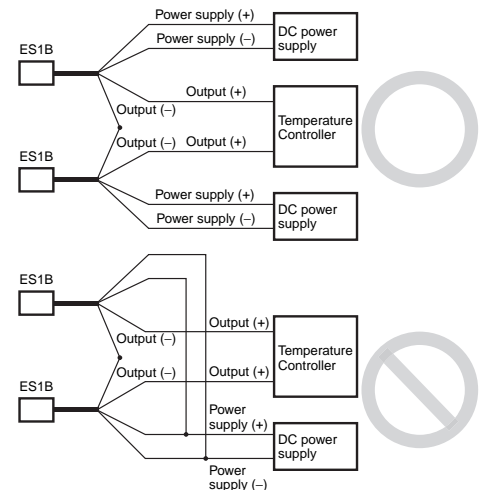 Power supply (+)
Power supply (−)
DC power
supply
ES1B
Output (+)
Output (−)
Temperature
Controller
Output (−) Output (+)
ES1B
Power supply (+)
Power supply (−)
DC power
supply
ES1B
Output (+)
Output (−)
Temperature
Controller
Output (−) Output (+)
ES1B
Power
supply (+)
DC power
supply
Power
supply (−)